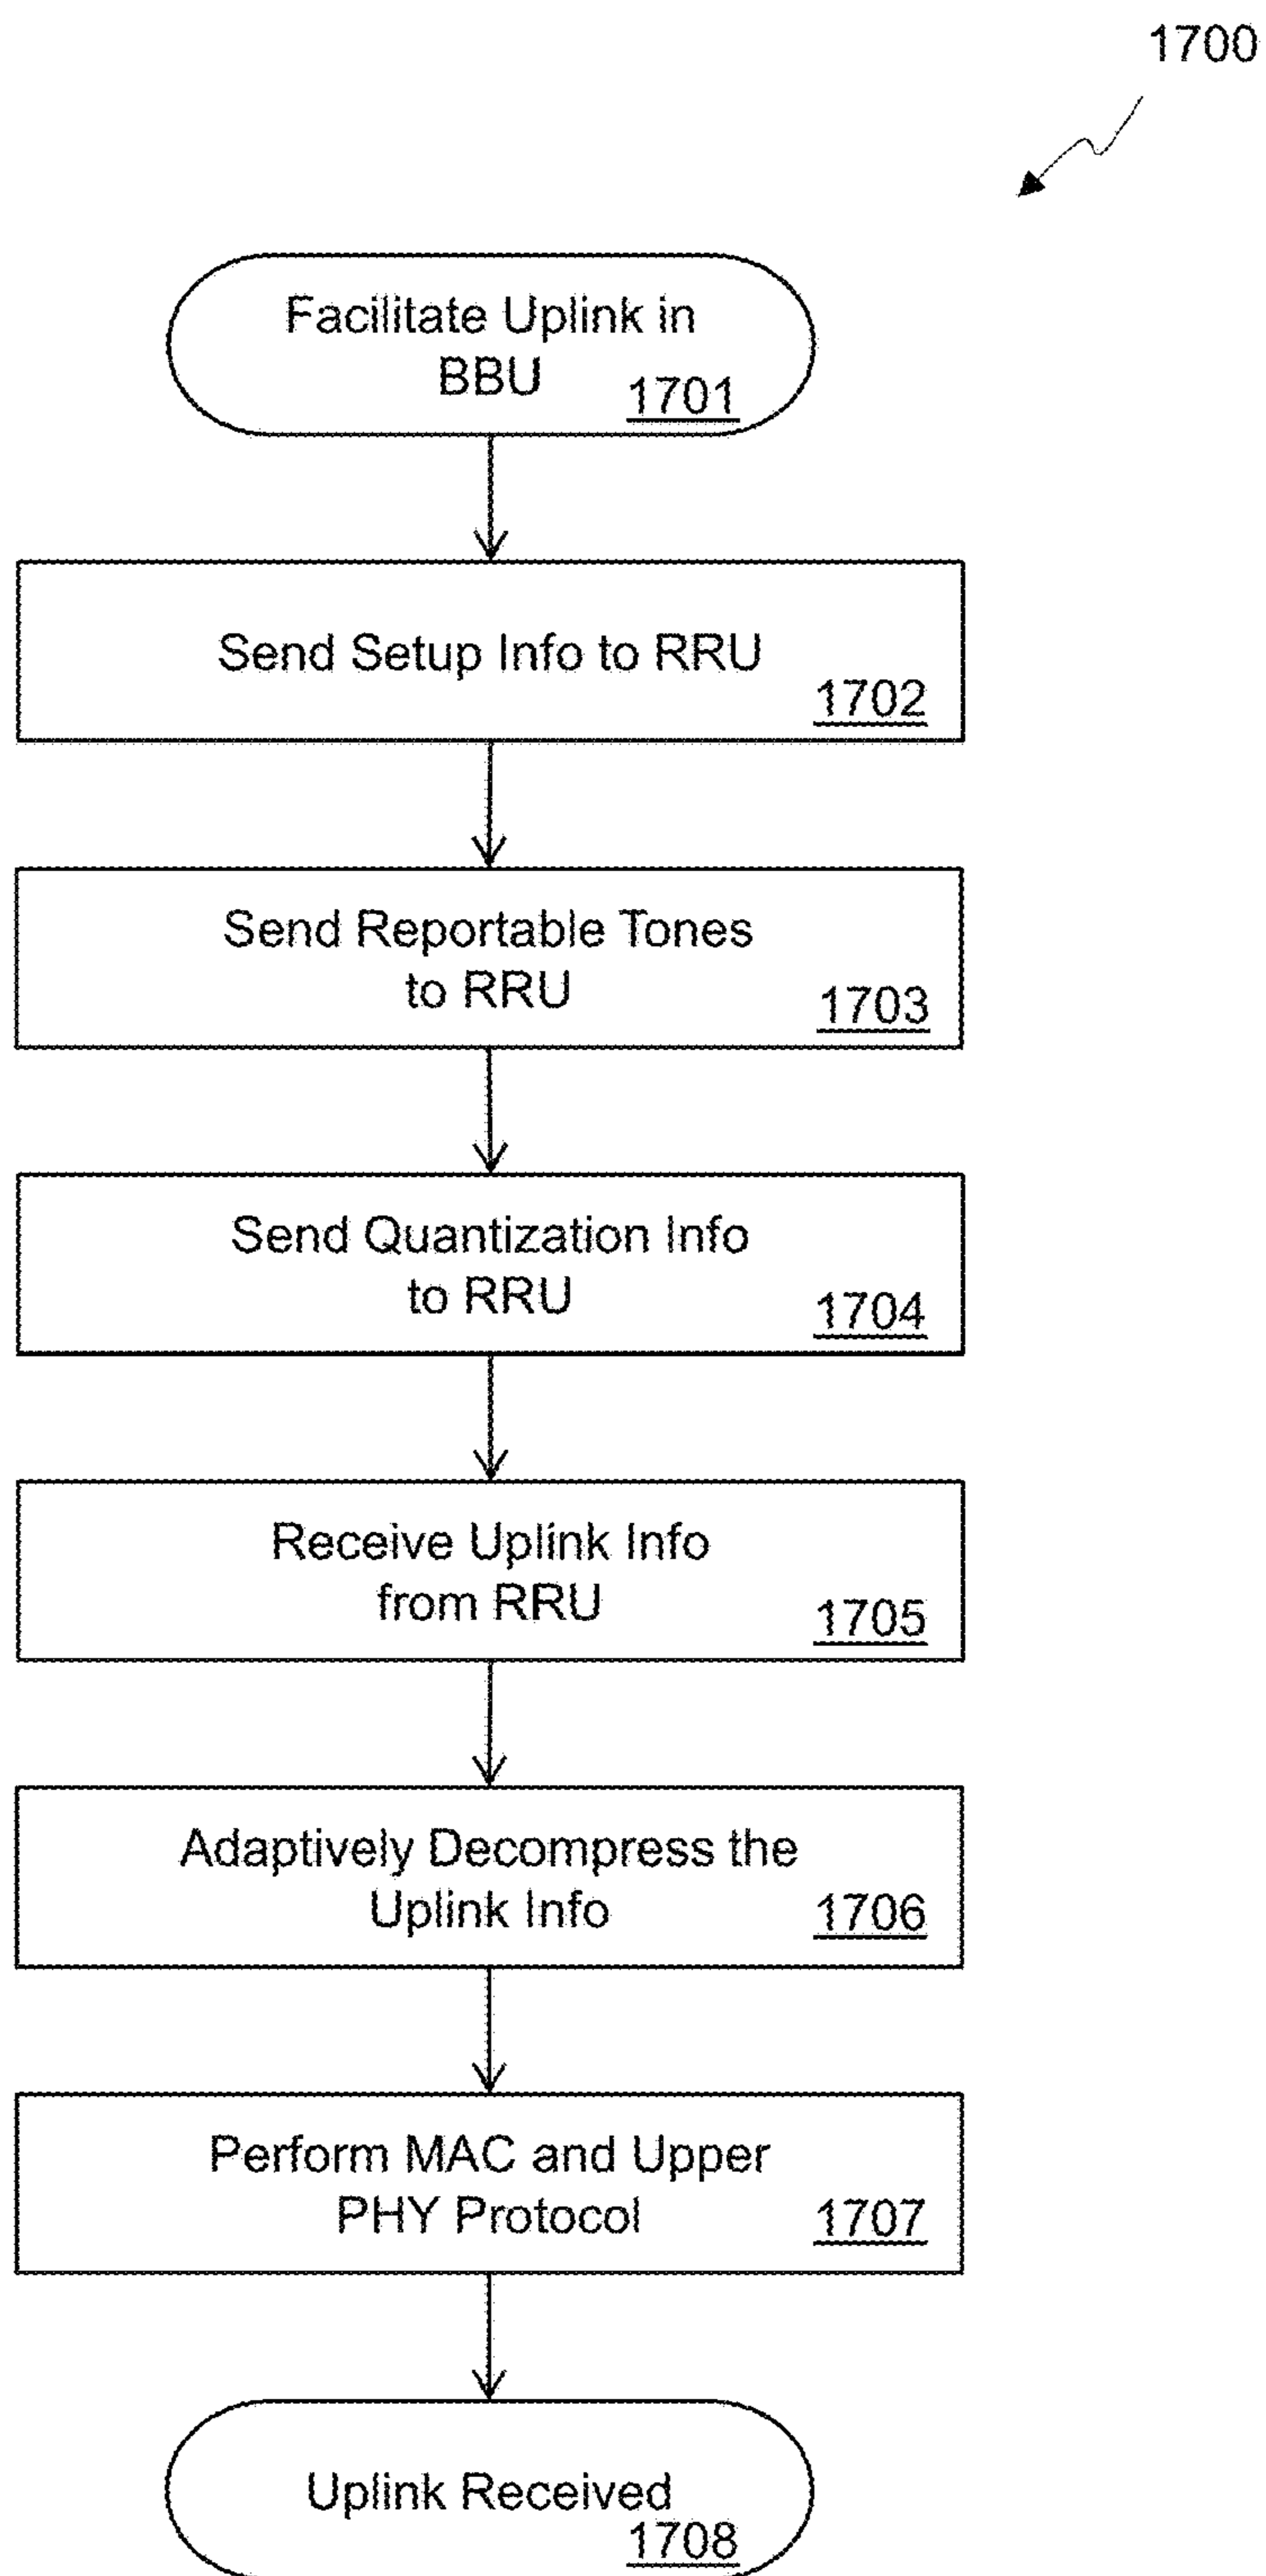 1700
Facilitate Uplink in
BBU
1701
Send Setup Info to RRU
1702
Send Reportable Tones
to RRU
1703
Send Quantization Info
to RRU
1704
Receive Uplink Info
from RRU
1705
Adaptively Decompress the
Uplink Info
1706
Perform MAC and Upper
PHY Protocol
1707
Uplink Received
1708